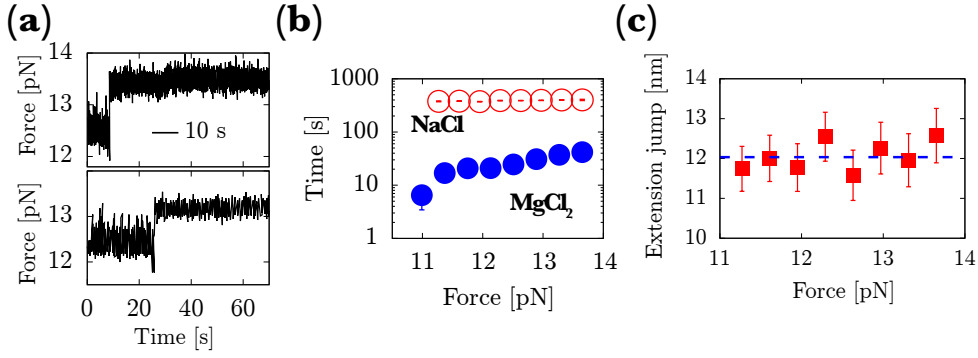 (a)
Force [pN]
14
13
12
10 s
Force [pN]
13
12
0
20
40
60
Time [s]
(b)
Time [s]
1000
100
10
1
NaCl
MgCl₂
11
12
13
14
Force [pN]
(c)
Extension jump [nm]
14
13
12
11
10
11
12
13
14
Force [pN]